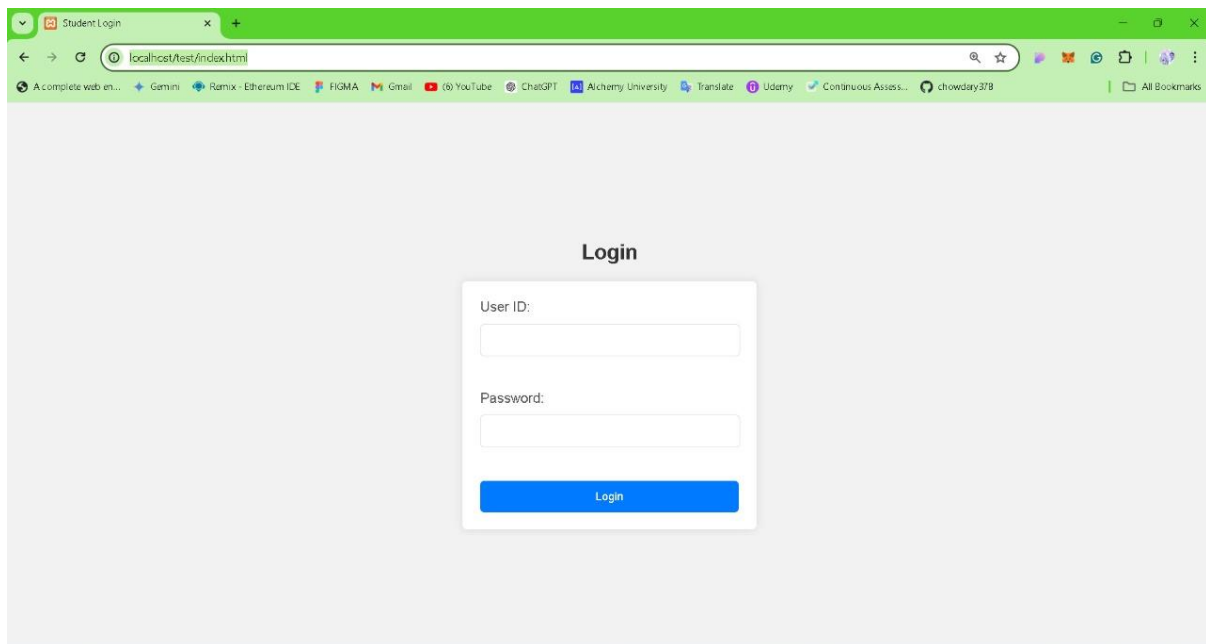 Student Login
localhost/test/index.html
A complete web en... Gemini Remix - Ethereum IDE FIGMA Gmail (6) YouTube ChatGPT [A] Alchemy University Translate Udemy Continuous Assess... chowdary378 All Bookmarks
Login
User ID:
Password:
Login